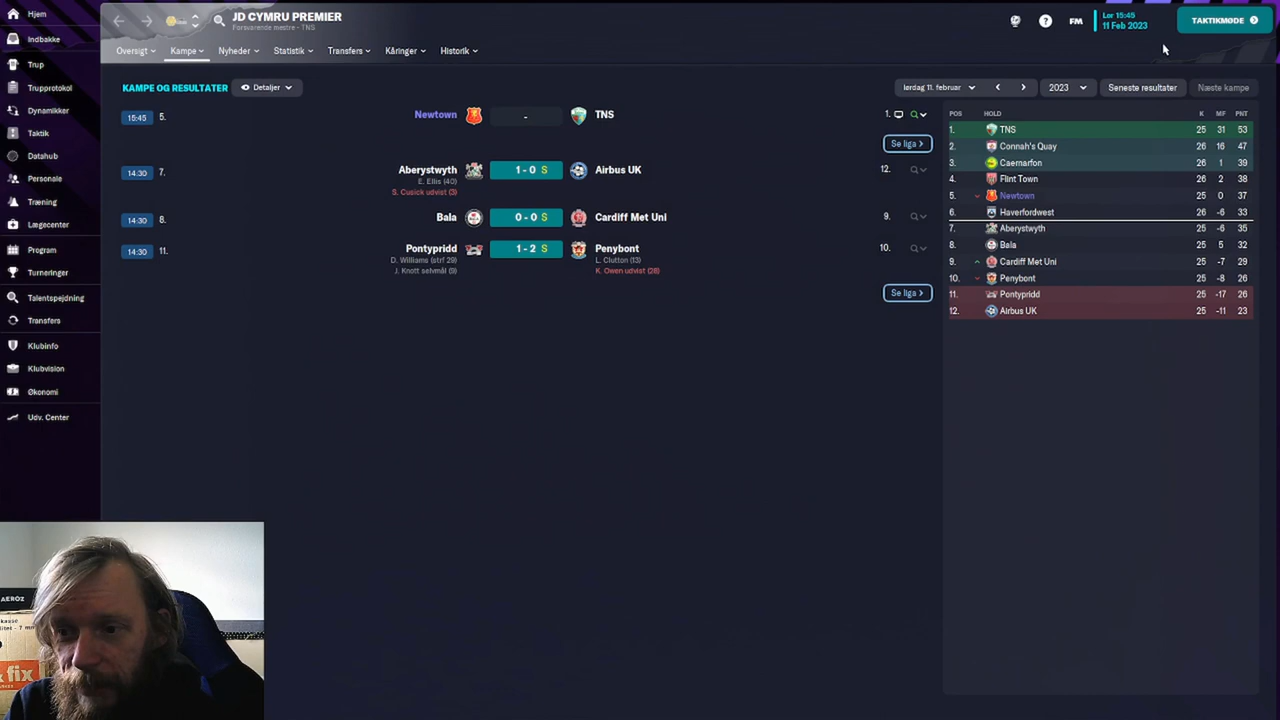 Hjem
Indbakke
Trup
Trupprotokol
Dynamikker
Taktik
Datahub
Personale
Træning
Lægecenter
Program
Turneringer
Talentspejdning
Transfers
Klubinfo
Klubvision
Økonomi
Udv. Center
JD CYMRU PREMIER
Forsvarende mestre - TNS
FM
Lør 15:45
11 Feb 2023
TAKTIKMØDE
Oversigt Kampe Nyheder Statistik Transfers Kåringer Historik
KAMPE OG RESULTATER Detaljer
lørdag 11. februar 2023 Seneste resultater Næste kampe
15:45 5. Newtown - TNS 1.
Se liga >
14:30 7. Aberystwyth 1 - 0 S Airbus UK 12.
E. Ellis (40)
S. Cusick udvist (3)
14:30 8. Bala 0 - 0 S Cardiff Met Uni 9.
14:30 11. Pontypridd 1 - 2 S Penybont 10.
D. Williams (strf 29) L. Clutton (13)
J. Knott selvmål (9) K. Owen udvist (28)
Se liga >
POS HOLD K MF PNT
1. TNS 25 31 53
2. Connah's Quay 26 16 47
3. Caernarfon 26 1 39
4. Flint Town 26 2 38
5. Newtown 25 0 37
6. Haverfordwest 26 -6 33
7. Aberystwyth 25 -6 35
8. Bala 25 5 32
9. Cardiff Met Uni 25 -7 29
10. Penybont 25 -8 26
11. Pontypridd 25 -17 26
12. Airbus UK 25 -11 23
AEROZ
fix